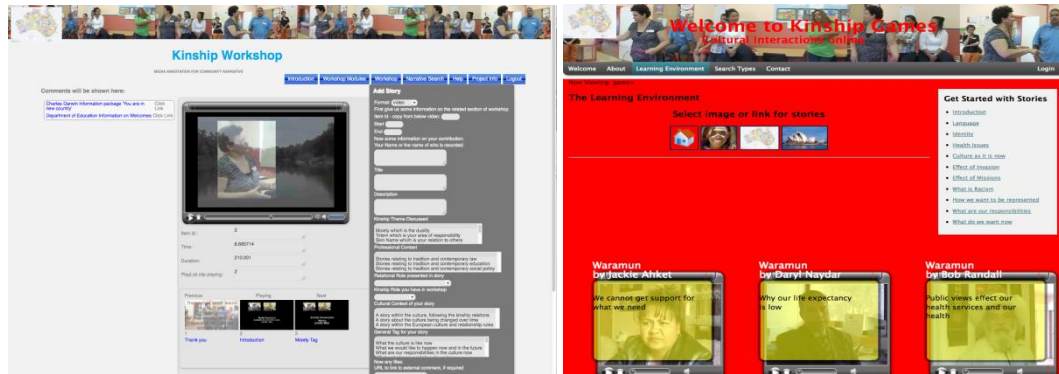 Kinship Workshop
MEDIA ANNOTATION FOR COMMUNITY NARRATIVE
Introduction
Workshop Modules
Workshop
Narrative Search
Help
Project Info
Logout
Comments will be shown here:
Charles Darwin Information package 'You are in new country'
Click Link
Department of Education Information on Welcomes
Click Link
Item Id:
2
Time:
Duration:
210.001
PlayList clip playing:
2
Previous
Playing
Next
Thank you
Introduction
Moiety Tag
Add Story
Format
video
First give us some information on the related section of workshop
Item Id - copy from below video
Start
End
Now some information on your contribution:
Your Name or the name of who is recorded:
Title
Description
Kinship Theme Discussed
Moiety which is the duality
Totem which is your area of responsibility
Skin Name which is your relation to others
Professional Context
Stories relating to tradition and contemporary law
Stories relating to tradition and contemporary education
Stories relating to tradition and contemporary social policy
Relational Role presented in story
Kinship Role you have in workshop
Cultural Context of your story
A story within the culture, following the kinship relations
A story about the culture being changed over time
A story within the European culture and relationship rules
General Tag for your story
What the culture is like now
What we would like to happen now and in the future
What are our responsibilities in the culture now
Now any files:
URL to link to external comment, if required
Welcome to Kinship Games
Cultural Interactions online
Welcome
About
Learning Environment
Search Types
Contact
Login
The Learning Environment
Select image or link for stories
Get Started with Stories
Introduction
Language
Identity
Health Issues
Culture as it is now
Effect of Invasion
Effect of Missions
What is Racism
How we want to be represented
What are our responsibilities
What do we want now
Waramun
by Jackie Ahket
We cannot get support for
what we need
Waramun
by Daryl Naydar
Why our life expectancy
is low
Waramun
by Bob Randall
Public views effect our
health services and our
health